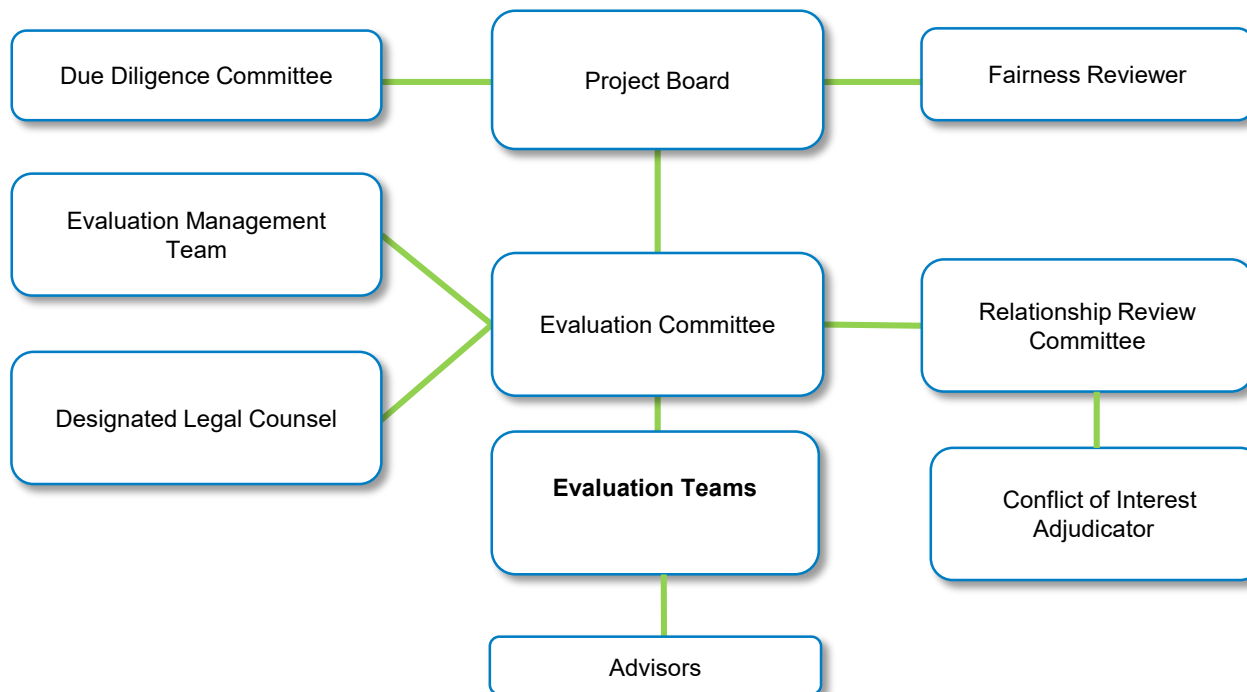 Due Diligence Committee
Project Board
Fairness Reviewer
Evaluation Management
Team
Evaluation Committee
Relationship Review
Committee
Designated Legal Counsel
Evaluation Teams
Conflict of Interest
Adjudicator
Advisors